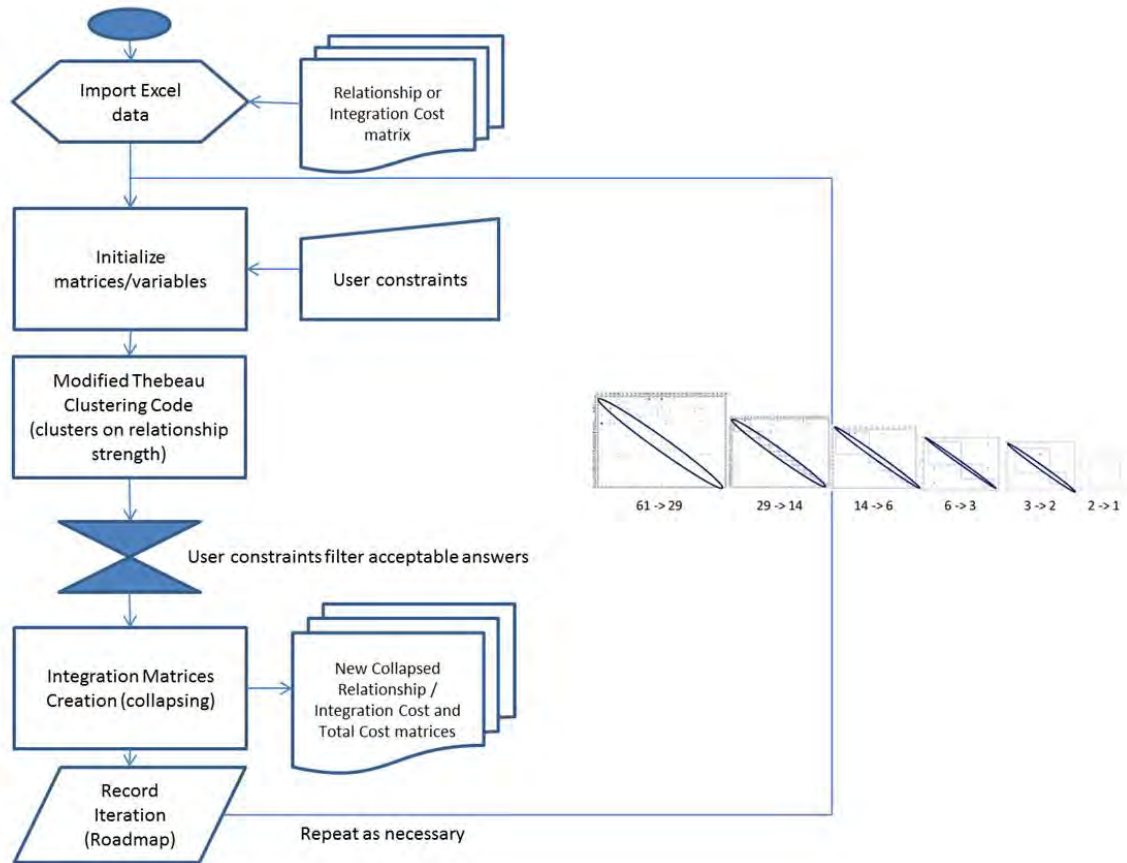 Import Excel
data
Relationship or
Integration Cost
matrix
Initialize
matrices/variables
User constraints
Modified Thebeau
Clustering Code
(clusters on relationship
strength)
61 -> 29
29 -> 14
14 -> 6
6 -> 3
3 -> 2
2 -> 1
User constraints filter acceptable answers
Integration Matrices
Creation (collapsing)
New Collapsed
Relationship /
Integration Cost and
Total Cost matrices
Record
Iteration
(Roadmap)
Repeat as necessary